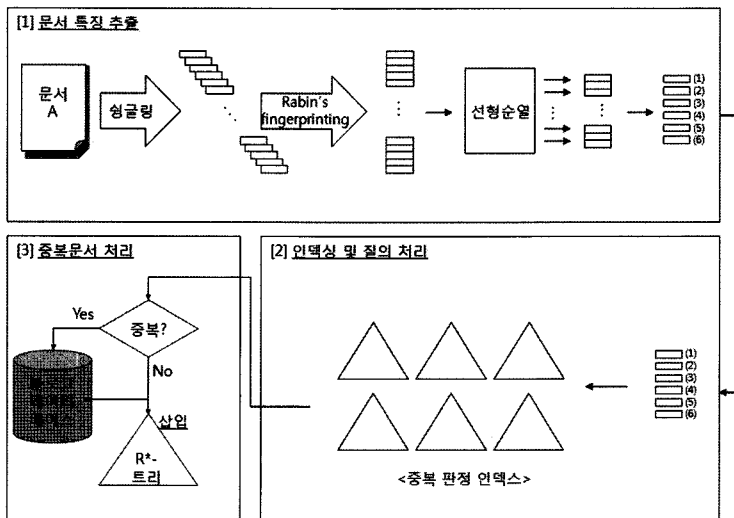 [1] 문서 특징 추출
문서
A
슁글링
Rabin's
fingerprinting
선형순열
(1)
(2)
(3)
(4)
(5)
(6)
[3] 중복문서 처리
Yes
중복?
No
삽입
R*-
트리
[2] 인덱싱 및 질의 처리
(1)
(2)
(3)
(4)
(5)
(6)
<중복 판정 인덱스>